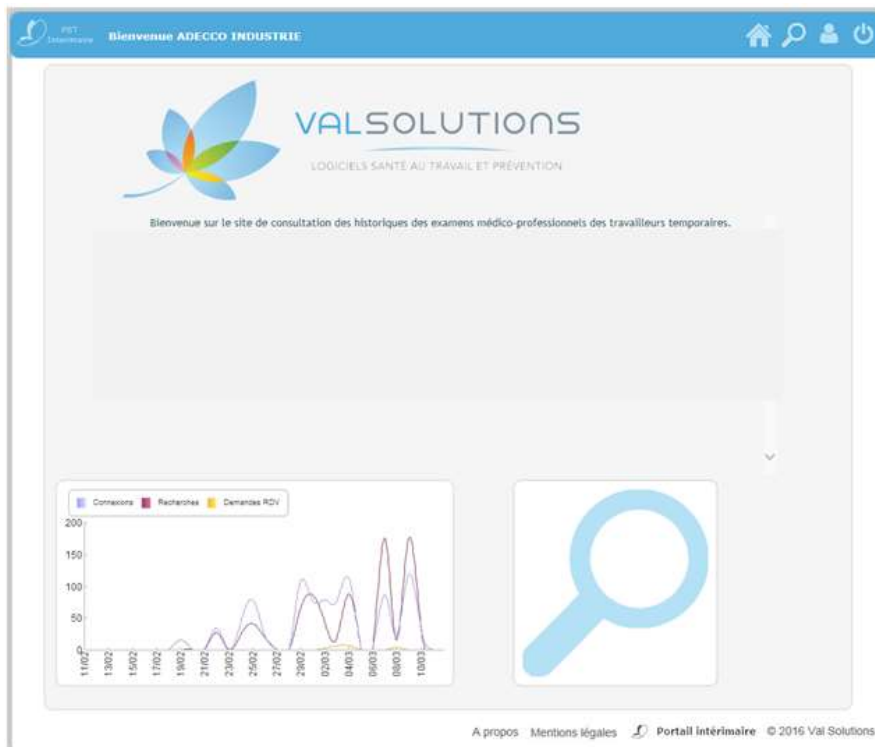 PST
Intérimaire
Bienvenue ADECCO INDUSTRIE
VALSOLUTIONS
LOGICIELS SANTÉ AU TRAVAIL ET PRÉVENTION
Bienvenue sur le site de consultation des historiques des examens médico-professionnels des travailleurs temporaires.
Connexions Recherches Demandes RDV
200
150
100
50
0
11/02 13/02 15/02 17/02 19/02 21/02 23/02 25/02 27/02 29/02 02/03 04/03 06/03 08/03 10/03
A propos Mentions légales Portail intérimaire © 2016 Val Solutions